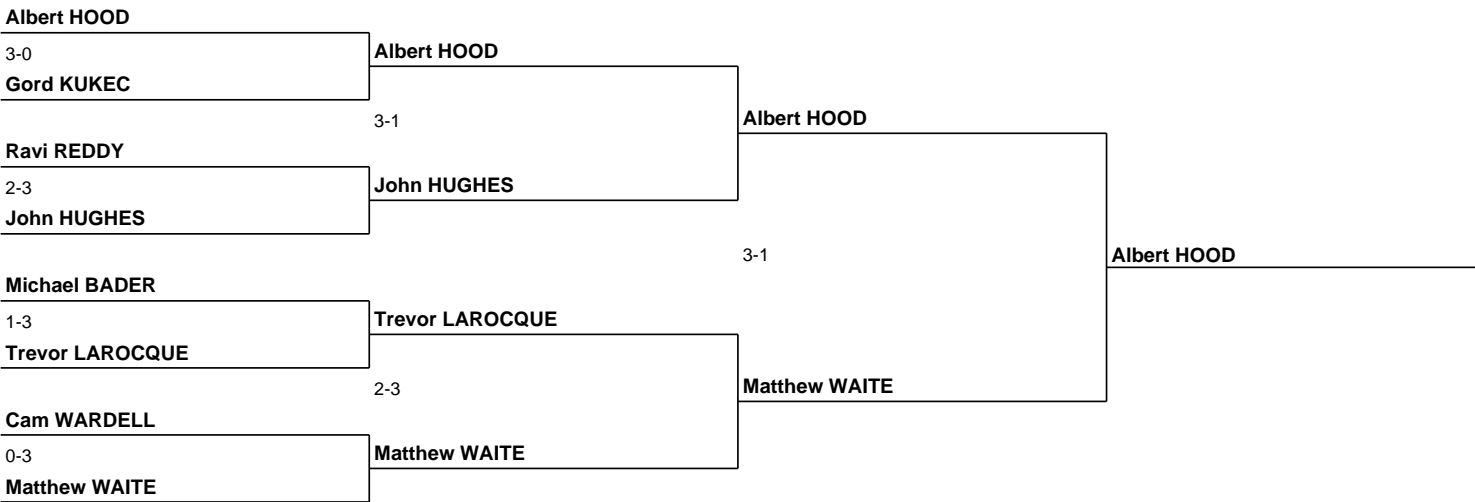 Albert HOOD
3-0
Albert HOOD
Gord KUKEC
3-1
Albert HOOD
Ravi REDDY
2-3
John HUGHES
John HUGHES
3-1
Albert HOOD
Michael BADER
1-3
Trevor LAROCQUE
Trevor LAROCQUE
2-3
Matthew WAITE
Cam WARDELL
0-3
Matthew WAITE
Matthew WAITE